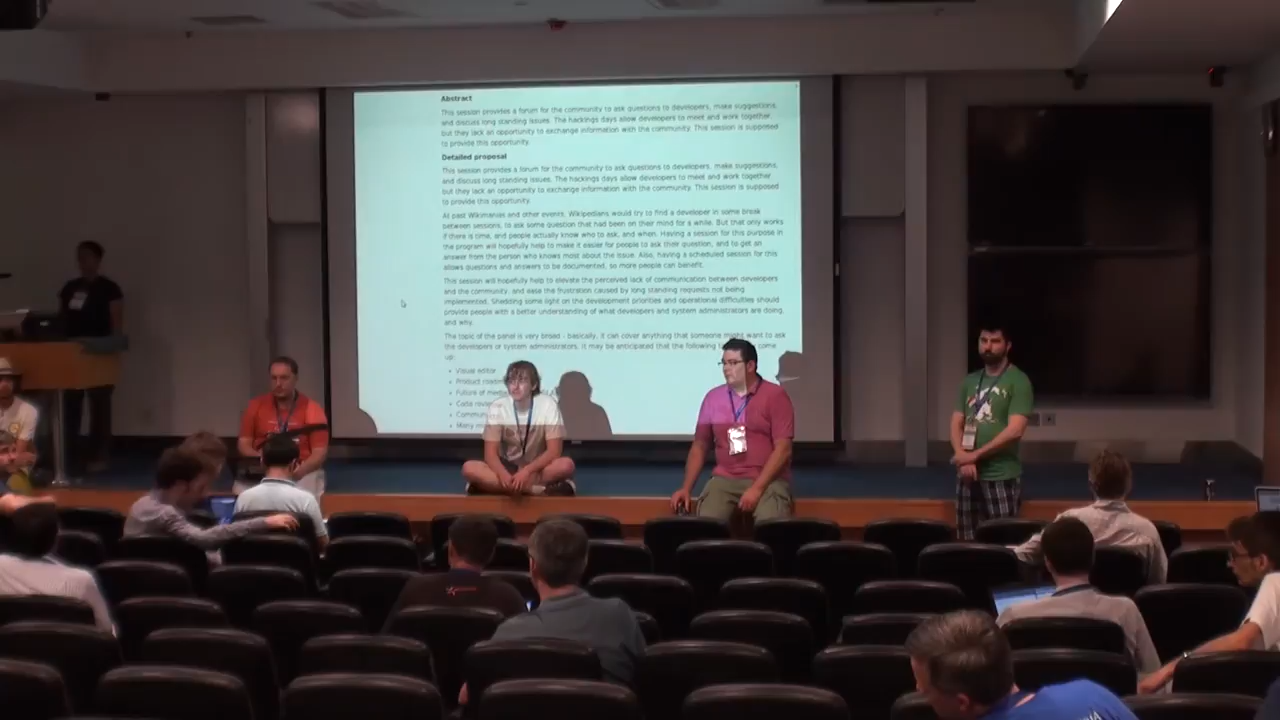 Abstract
This session provides a forum for the community to ask questions to developers, make suggestions,
and discuss long standing issues. The hackings days allow developers to meet and work together,
but they lack an opportunity to exchange information with the community. This session is supposed
to provide this opportunity.
Detailed proposal
This session provides a forum for the community to ask questions to developers, make suggestions,
and discuss long standing issues. The hackings days allow developers to meet and work together,
but they lack an opportunity to exchange information with the community. This session is supposed
to provide this opportunity.
At past Wikimanias and other events, Wikipedians would try to find a developer in some break
between sessions, to ask some question that had been on their mind for a while. But that only works
if there is time, and people actually know who to ask, and when. Having a session for this purpose in
the program will hopefully help to make it easier for people to ask their question, and to get an
answer from the person who knows most about the issue. Also, having a scheduled session for this
allows questions and answers to be documented, so more people can benefit.
This session will hopefully help to elevate the perceived lack of communication between developers
and the community, and ease the frustration caused by long standing requests not being
implemented. Shedding some light on the development priorities and operational difficulties should
provide people with a better understanding of what developers and system administrators are doing,
and why.
The topic of the panel is very broad - basically, it can cover anything that someone might want to ask
the developers or system administrators. It may be anticipated that the following come
up:
Visual editor
Product
Future of
Code
Many